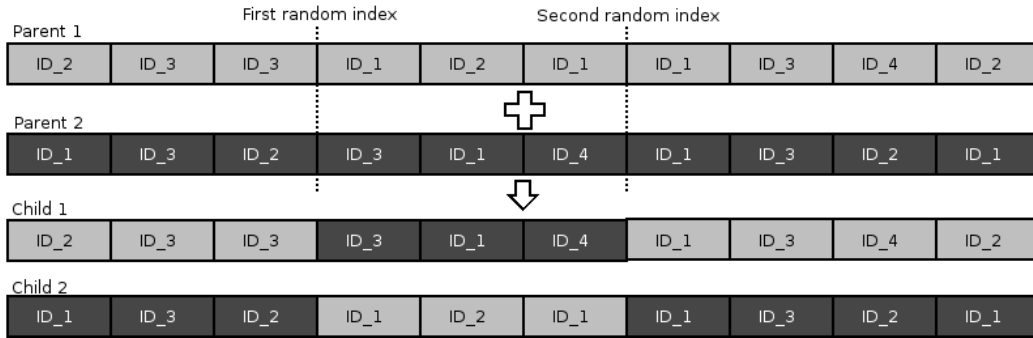 First random index Second random index
Parent 1
ID_2 ID_3 ID_3 ID_1 ID_2 ID_1 ID_1 ID_3 ID_4 ID_2
Parent 2
ID_1 ID_3 ID_2 ID_3 ID_1 ID_4 ID_1 ID_3 ID_2 ID_1
Child 1
ID_2 ID_3 ID_3 ID_3 ID_1 ID_4 ID_1 ID_3 ID_4 ID_2
Child 2
ID_1 ID_3 ID_2 ID_1 ID_2 ID_1 ID_1 ID_3 ID_2 ID_1